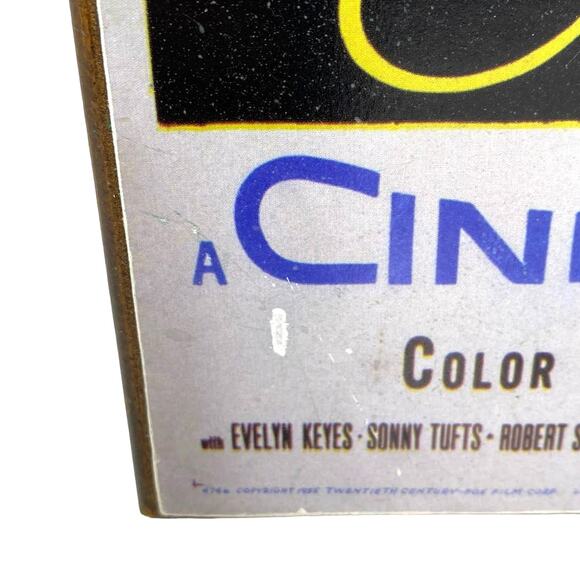 A CIN
COLOR
with EVELYN KEYES · SONNY TUFTS · ROBERT S
COPYRIGHT 1955 TWENTIETH CENTURY-FOX FILM CORP.